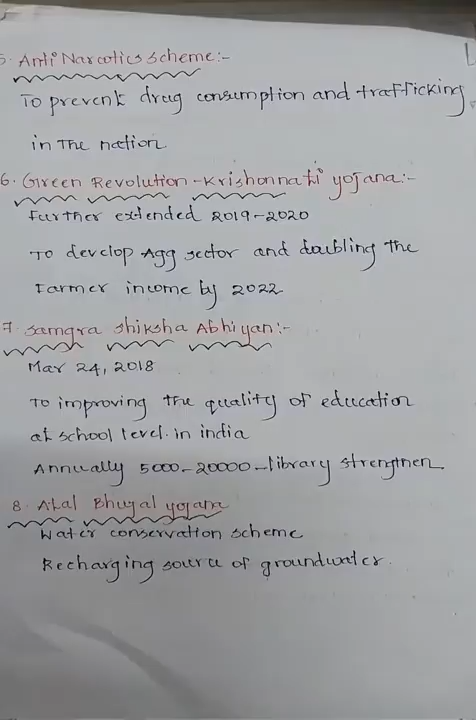 5. Anti Narcotics scheme:-
To prevent drug consumption and trafficking
in The nation
6. Green Revolution - Krishonnati yojana:-
Further extended 2019-2020
To develop Agg sector and doubling the
Farmer income by 2022
7. Samgra Shiksha Abhiyan:-
Mar 24, 2018
To improving the quality of education
at school level. in india
Annually 5000-20000-library strengthen.
8. Atal Bhujal yojana
Water conservation scheme
Recharging source of groundwater.